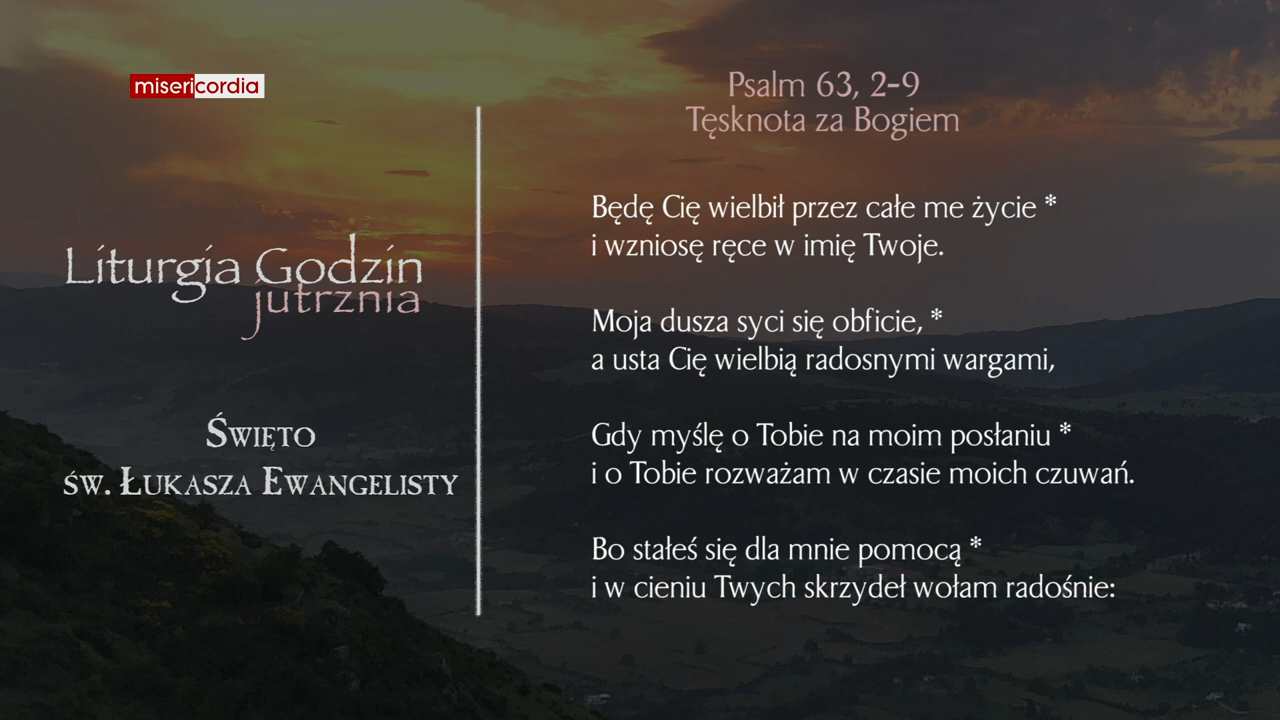 misericordia
Liturgia Godzin
jutrznia
Święto
św. Łukasza Ewangelisty
Psalm 63, 2-9
Tęsknota za Bogiem
Będę Cię wielbił przez całe me życie *
i wzniosę ręce w imię Twoje.
Moja dusza syci się obficie, *
a usta Cię wielbią radosnymi wargami,
Gdy myślę o Tobie na moim posłaniu *
i o Tobie rozważam w czasie moich czuwań.
Bo stałeś się dla mnie pomocą *
i w cieniu Twych skrzydeł wołam radośnie: